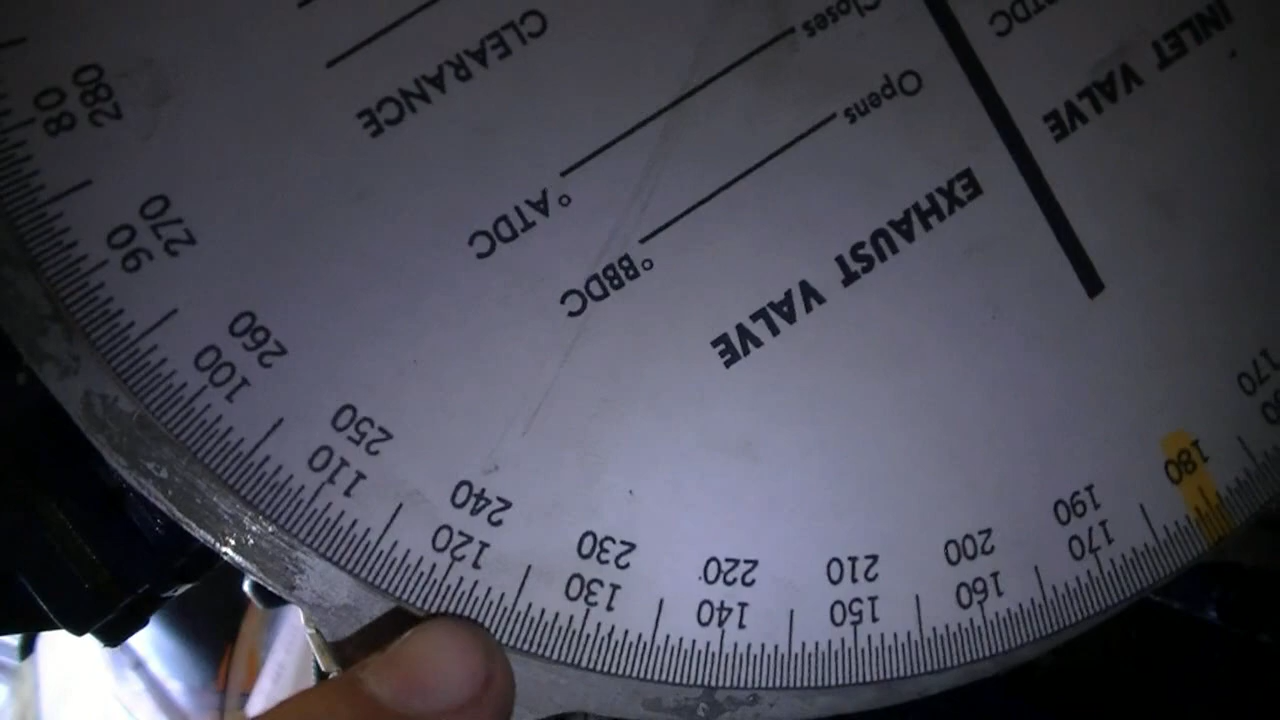 INLET VALVE
TDC
EXHAUST VALVE
Opens °BBDC
Closes °ATDC
CLEARANCE
80 280
90 270
100 260
110 250
120 240
130 230
140 220
150 210
160 200
170 190
180
170